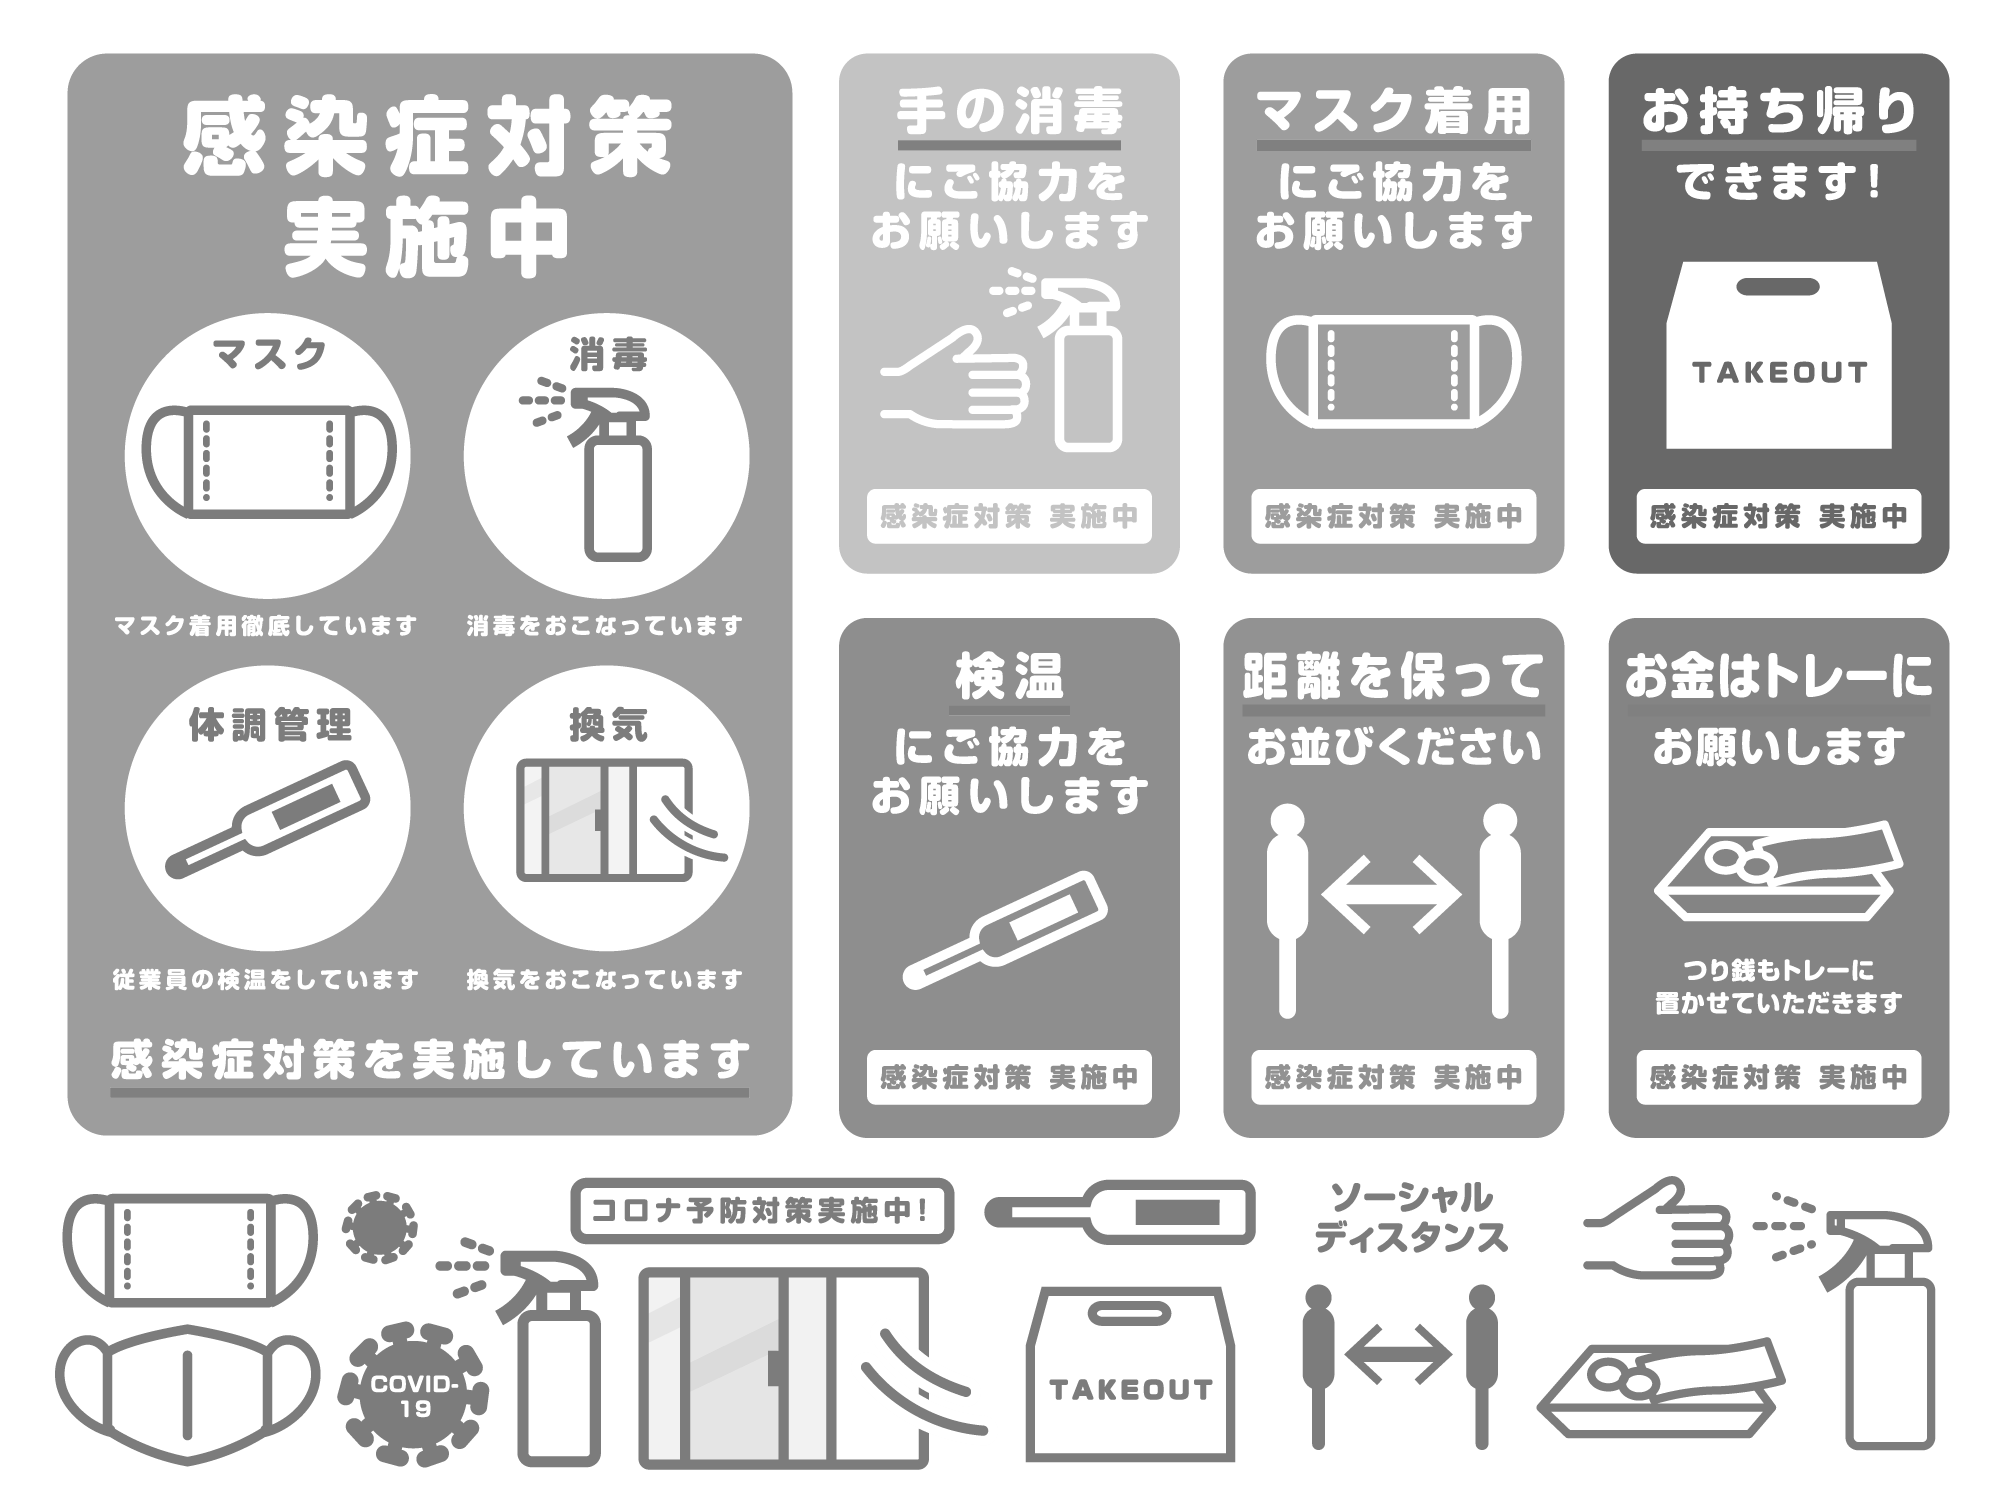 感染症対策
実施中
マスク
消毒
マスク着用徹底しています
消毒をおこなっています
体調管理
換気
従業員の検温をしています
換気をおこなっています
感染症対策を実施しています
手の消毒
にご協力を
お願いします
感染症対策 実施中
マスク着用
にご協力を
お願いします
感染症対策 実施中
お持ち帰り
できます!
TAKEOUT
感染症対策 実施中
検温
にご協力を
お願いします
感染症対策 実施中
距離を保って
お並びください
感染症対策 実施中
お金はトレーに
お願いします
つり銭もトレーに
置かせていただきます
感染症対策 実施中
コロナ予防対策実施中!
COVID-
19
TAKEOUT
ソーシャル
ディスタンス